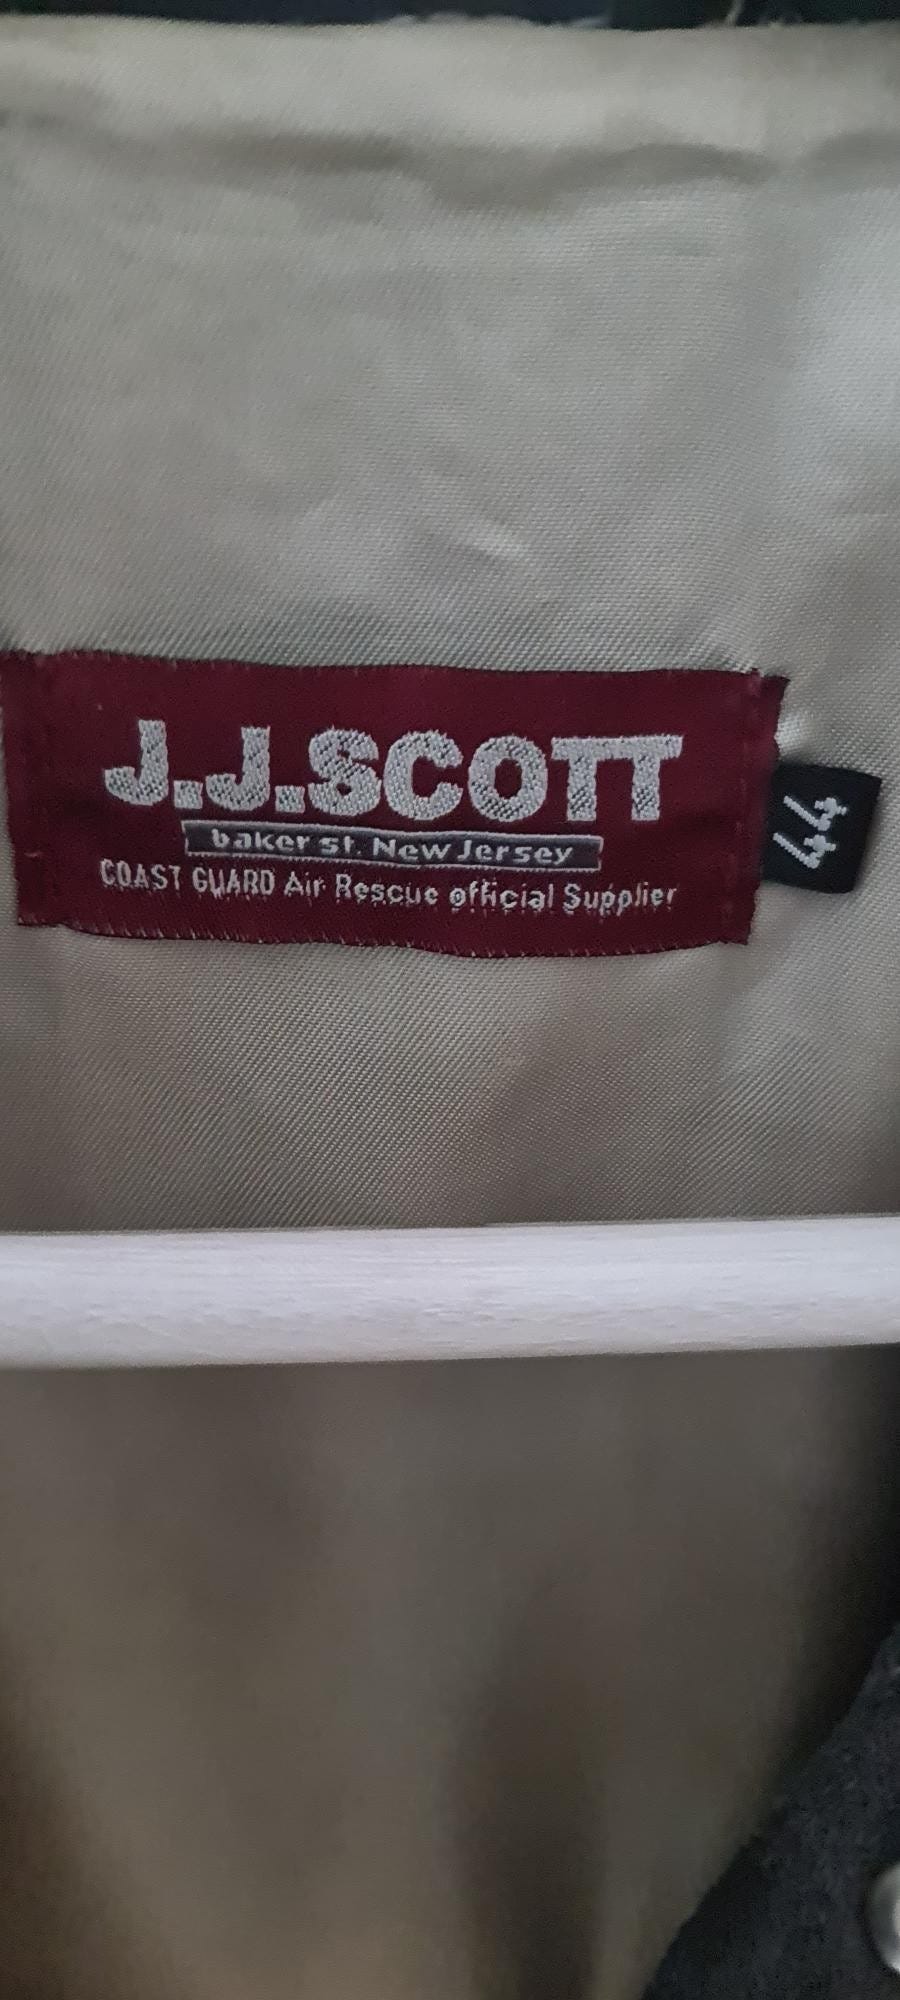 J.J.SCOTT
baker st. New Jersey
COAST GUARD Air Rescue official Supplier
44